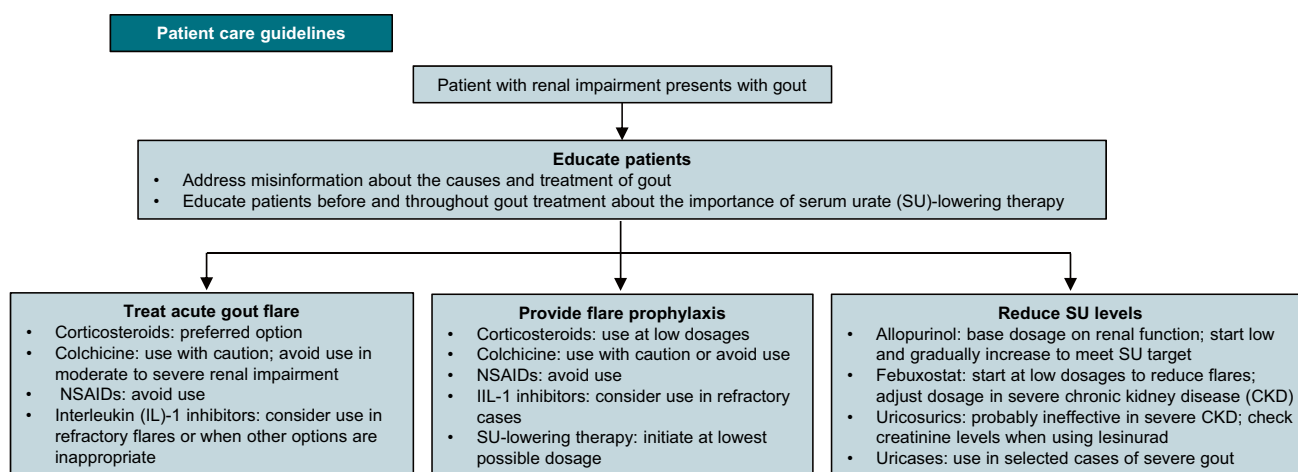 Patient care guidelines
Patient with renal impairment presents with gout
Educate patients
• Address misinformation about the causes and treatment of gout
• Educate patients before and throughout gout treatment about the importance of serum urate (SU)-lowering therapy
Treat acute gout flare
• Corticosteroids: preferred option
• Colchicine: use with caution; avoid use in
moderate to severe renal impairment
• NSAIDs: avoid use
• Interleukin (IL)-1 inhibitors: consider use in
refractory flares or when other options are
inappropriate
Provide flare prophylaxis
• Corticosteroids: use at low dosages
• Colchicine: use with caution or avoid use
• NSAIDs: avoid use
• IIL-1 inhibitors: consider use in refractory
cases
• SU-lowering therapy: initiate at lowest
possible dosage
Reduce SU levels
• Allopurinol: base dosage on renal function; start low
and gradually increase to meet SU target
• Febuxostat: start at low dosages to reduce flares;
adjust dosage in severe chronic kidney disease (CKD)
• Uricosurics: probably ineffective in severe CKD; check
creatinine levels when using lesinurad
• Uricases: use in selected cases of severe gout